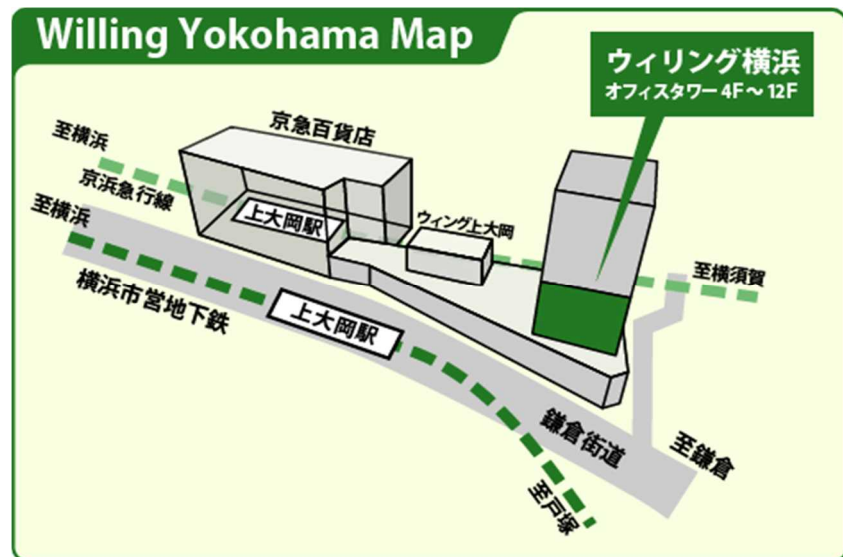 Willing Yokohama Map
ウィリング横浜
オフィスタワー 4F～12F
京急百貨店
至横浜
京浜急行線
上大岡駅
ウィング上大岡
至横須賀
至横浜
横浜市営地下鉄
上大岡駅
鎌倉街道
至鎌倉
至戸塚